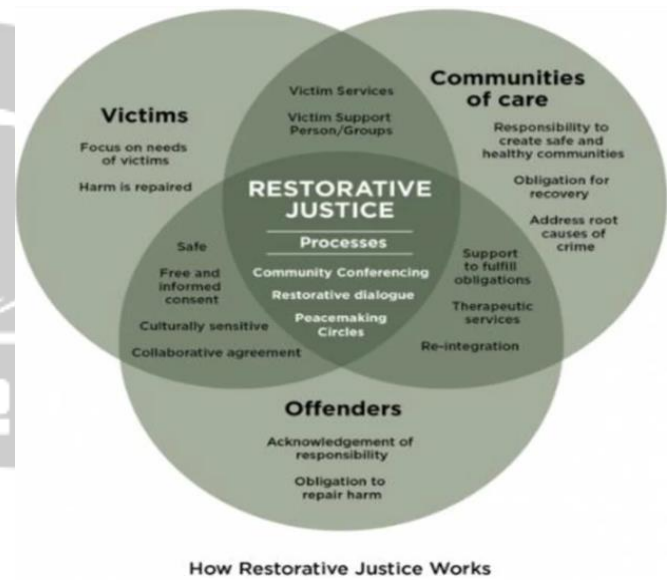 Victims
Focus on needs
of victims
Harm is repaired
Victim Services
Victim Support
Person/Groups
Communities
of care
Responsibility to
create safe and
healthy communities
Obligation for
recovery
Address root
causes of
crime
RESTORATIVE
JUSTICE
Processes
Community Conferencing
Restorative dialogue
Peacemaking
Circles
Safe
Free and
informed
consent
Culturally sensitive
Collaborative agreement
Support
to fulfill
obligations
Therapeutic
services
Re-integration
Offenders
Acknowledgement of
responsibility
Obligation to
repair harm
How Restorative Justice Works